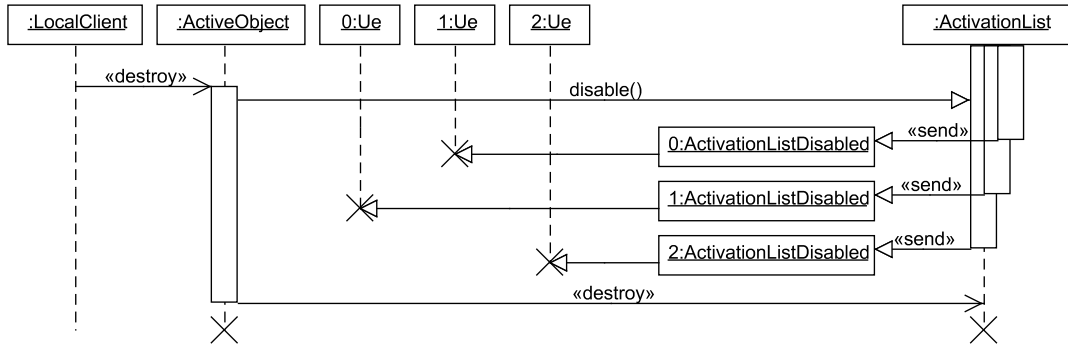 :LocalClient
:ActiveObject
0:Ue
1:Ue
2:Ue
:ActivationList
«destroy»
disable()
«send»
0:ActivationListDisabled
«send»
1:ActivationListDisabled
«send»
2:ActivationListDisabled
«destroy»